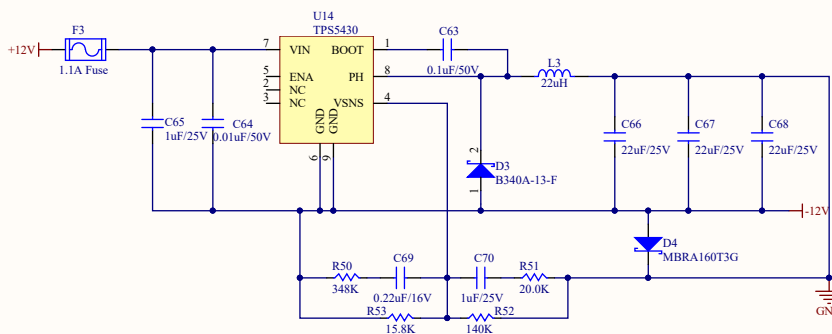 U14
TPS5430
F3
+12V
1.1A Fuse
7
VIN
BOOT
1
C63
0.1uF/50V
5
ENA
PH
8
L3
22uH
2
NC
3
NC
VSNS
4
GND
GND
6
9
C65
1uF/25V
C64
0.01uF/50V
2
D3
B340A-13-F
1
C66
22uF/25V
C67
22uF/25V
C68
22uF/25V
-12V
D4
MBRA160T3G
R50
348K
C69
0.22uF/16V
C70
1uF/25V
R51
20.0K
R53
15.8K
R52
140K
GN